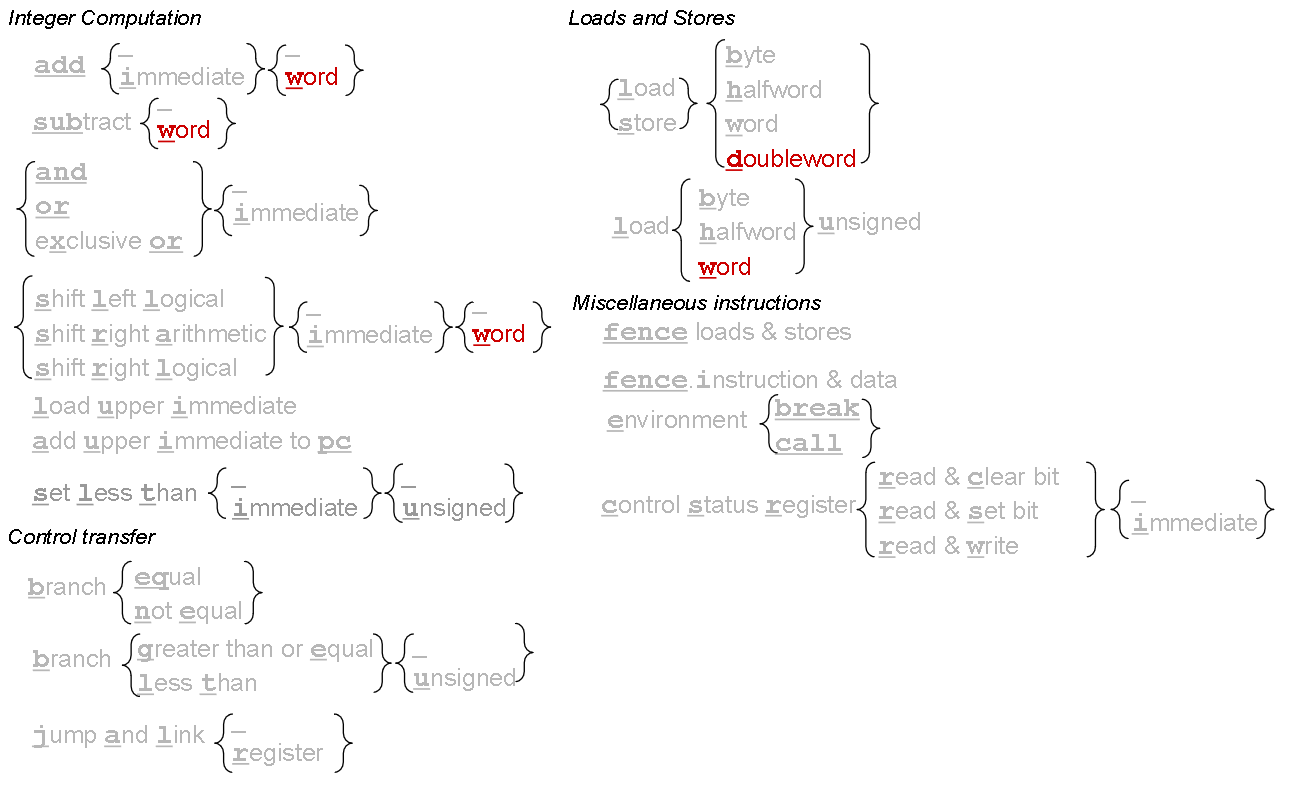 Integer Computation
add { _ immediate } { _ word }
subtract { _ word }
{ and
or
exclusive or } { _ immediate }
{ shift left logical
shift right arithmetic
shift right logical } { _ immediate } { _ word }
load upper immediate
add upper immediate to pc
set less than { _ immediate } { _ unsigned }
Control transfer
branch { equal
not equal }
branch { greater than or equal
less than } { _ unsigned }
jump and link { _ register }
Loads and Stores
{ load
store } { byte
halfword
word
doubleword }
load { byte
halfword
word } unsigned
Miscellaneous instructions
fence loads & stores
fence.instruction & data
environment { break
call }
control status register { read & clear bit
read & set bit
read & write } { _ immediate }